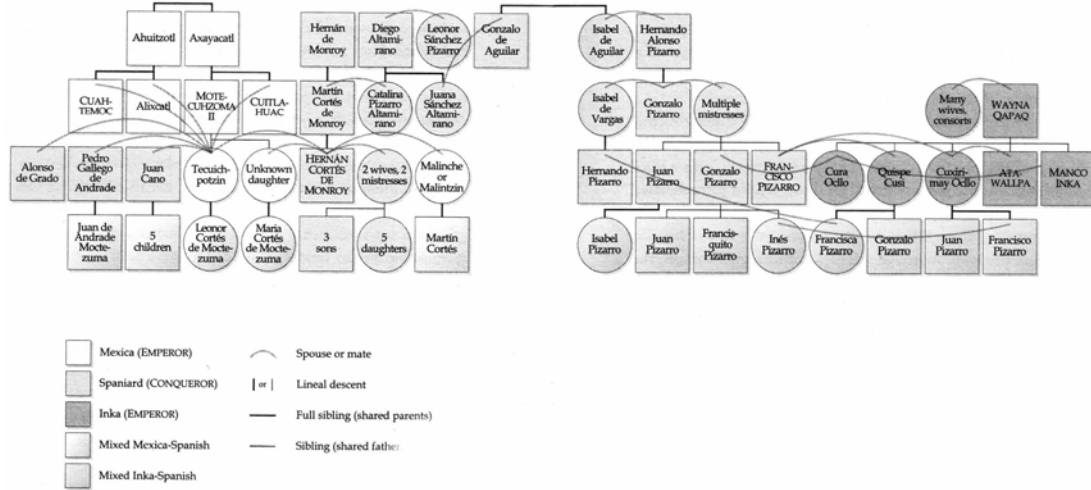 Ahuitzotl
Axayacatl
Hernán
de
Monroy
Diego
Altami-
rano
Leonor
Sánchez
Pizarro
Gonzalo
de
Aguilar
Isabel
de
Aguilar
Hernando
Alonso
Pizarro
CUAH-
TEMOC
Alixcatl
MOTE-
CUHZOMA
II
CUITLA-
HUAC
Martín
Cortés
de
Monroy
Catalina
Pizarro
Altami-
rano
Juana
Sánchez
Altami-
rano
Isabel
de
Vargas
Gonzalo
Pizarro
Multiple
mistresses
Many
wives,
consorts
WAYNA
QAPAQ
Alonso
de Grado
Pedro
Gallego
de
Andrade
Juan
Cano
Tecuich-
potzin
Unknown
daughter
HERNÁN
CORTÉS
DE
MONROY
2 wives, 2
mistresses
Malinche
or
Malintzin
Hernando
Pizarro
Juan
Pizarro
Gonzalo
Pizarro
FRAN-
CISCO
PIZARRO
Cura
Ocllo
Quispe
Cusi
Cuxiri-
may Ocllo
ATA-
WALLPA
MANCO
INKA
Juan de
Andrade
Mocte-
zuma
5
children
Leonor
Cortés
de Mocte-
zuma
Maria
Cortés
de Mocte-
zuma
3
sons
5
daughters
Martín
Cortés
Isabel
Pizarro
Juan
Pizarro
Francis-
quito
Pizarro
Inés
Pizarro
Francisca
Pizarro
Gonzalo
Pizarro
Juan
Pizarro
Francisco
Pizarro
Mexica (EMPEROR)
Spouse or mate
Spaniard (CONQUEROR)
or
Lineal descent
Inka (EMPEROR)
Full sibling (shared parents)
Mixed Mexica-Spanish
Sibling (shared father
Mixed Inka-Spanish